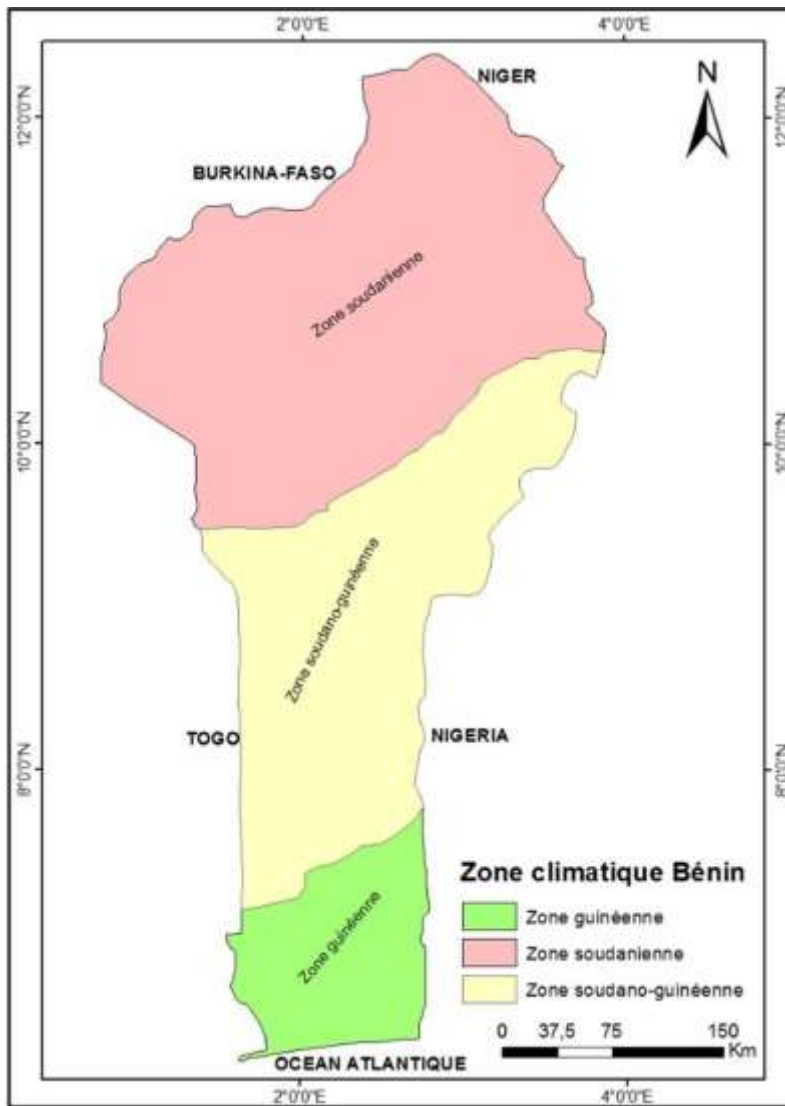 2°0'0"E
4°0'0"E
NIGER
N
12°0'0"N
12°0'0"N
BURKINA-FASO
Zone soudanienne
10°0'0"N
10°0'0"N
Zone soudano-guinéenne
TOGO
NIGERIA
8°0'0"N
8°0'0"N
Zone guinéenne
Zone climatique Bénin
Zone guinéenne
Zone soudanienne
Zone soudano-guinéenne
0 37,5 75 150
Km
OCEAN ATLANTIQUE
2°0'0"E
4°0'0"E